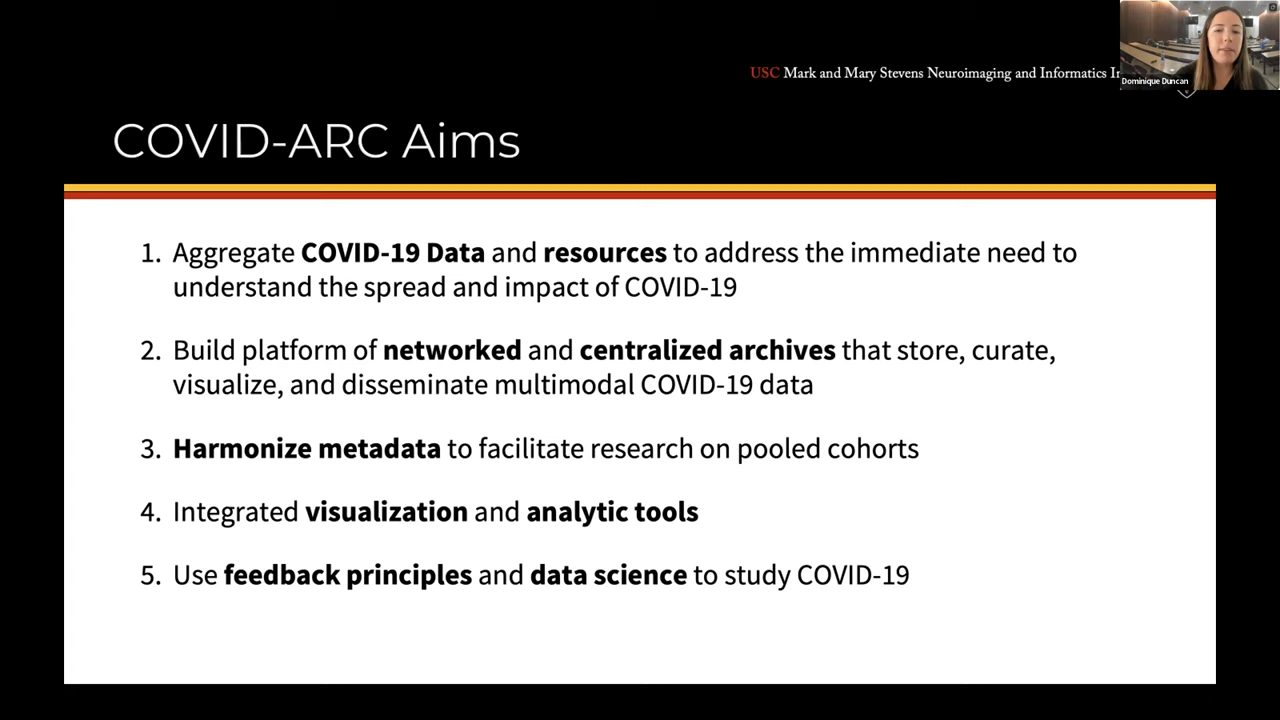 USC Mark and Mary Stevens Neuroimaging and Informatics
Dominique Duncan
COVID-ARC Aims
1. Aggregate COVID-19 Data and resources to address the immediate need to
understand the spread and impact of COVID-19
2. Build platform of networked and centralized archives that store, curate,
visualize, and disseminate multimodal COVID-19 data
3. Harmonize metadata to facilitate research on pooled cohorts
4. Integrated visualization and analytic tools
5. Use feedback principles and data science to study COVID-19